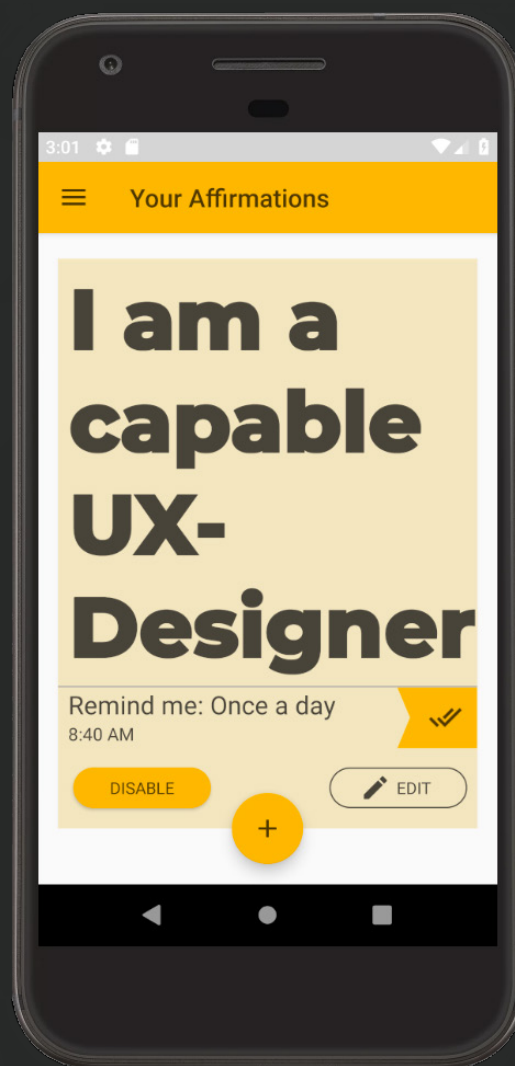 3:01
Your Affirmations
I am a
capable
UX-
Designer
Remind me: Once a day
8:40 AM
DISABLE
EDIT
+